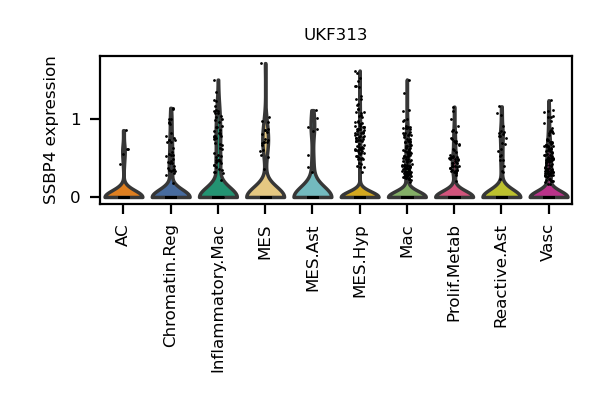 UKF313
SSBP4 expression
1
0
AC
Chromatin.Reg
Inflammatory.Mac
MES
MES.Ast
MES.Hyp
Mac
Prolif.Metab
Reactive.Ast
Vasc